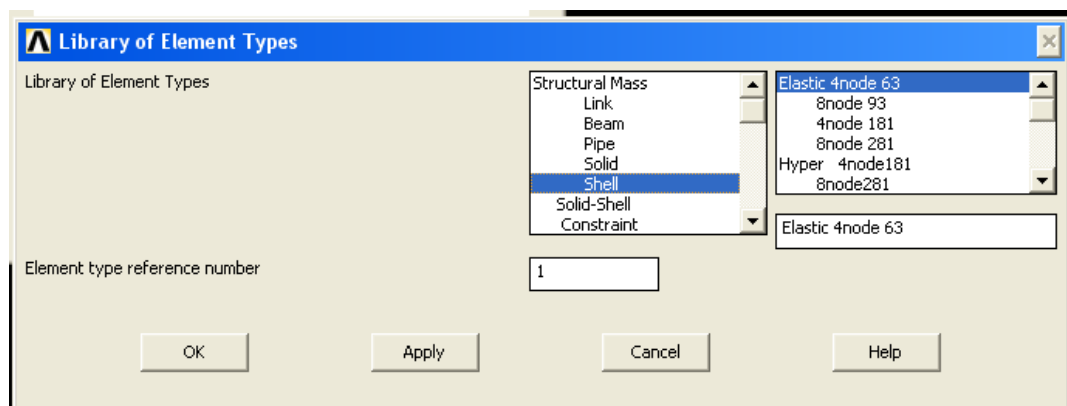 Library of Element Types
Library of Element Types
Structural Mass
Link
Beam
Pipe
Solid
Shell
Solid-Shell
Constraint
Elastic 4node 63
8node 93
4node 181
8node 281
Hyper 4node181
8node281
Elastic 4node 63
Element type reference number
1
OK
Apply
Cancel
Help